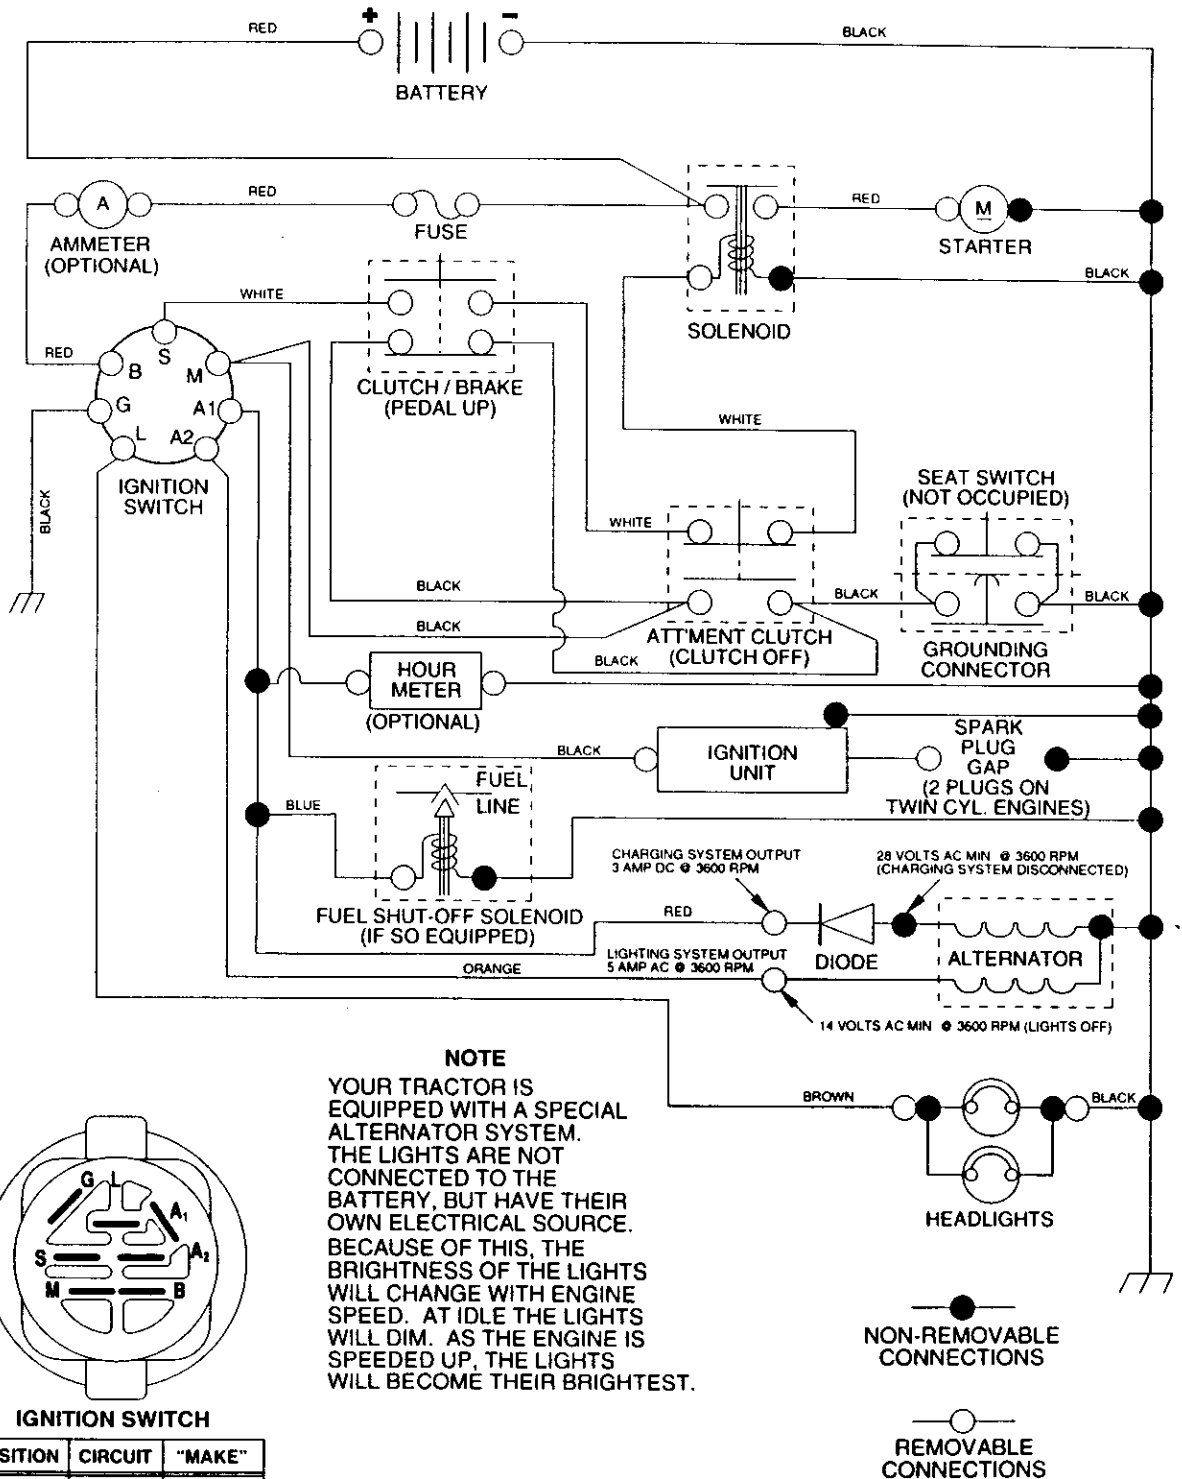 RED
+
-
BLACK
BATTERY
SOLENOID
A
RED
FUSE
RED
M
STARTER
AMMETER
(OPTIONAL)
WHITE
BLACK
SOLENOID
RED
S
B
M
G
A1
L
A2
CLUTCH / BRAKE
(PEDAL UP)
IGNITION
SWITCH
BLACK
WHITE
SEAT SWITCH
(NOT OCCUPIED)
WHITE
BLACK
BLACK
BLACK
BLACK
ATT'MENT CLUTCH
(CLUTCH OFF)
BLACK
GROUNDING
CONNECTOR
HOUR
METER
(OPTIONAL)
BLACK
IGNITION
UNIT
SPARK
PLUG
GAP
(2 PLUGS ON
TWIN CYL. ENGINES)
FUEL
LINE
BLUE
CHARGING SYSTEM OUTPUT
3 AMP DC @ 3600 RPM
28 VOLTS AC MIN @ 3600 RPM
(CHARGING SYSTEM DISCONNECTED)
FUEL SHUT-OFF SOLENOID
(IF SO EQUIPPED)
RED
DIODE
ALTERNATOR
LIGHTING SYSTEM OUTPUT
5 AMP AC @ 3600 RPM
ORANGE
14 VOLTS AC MIN @ 3600 RPM (LIGHTS OFF)
NOTE
YOUR TRACTOR IS
EQUIPPED WITH A SPECIAL
ALTERNATOR SYSTEM.
THE LIGHTS ARE NOT
CONNECTED TO THE
BATTERY, BUT HAVE THEIR
OWN ELECTRICAL SOURCE.
BECAUSE OF THIS, THE
BRIGHTNESS OF THE LIGHTS
WILL CHANGE WITH ENGINE
SPEED. AT IDLE THE LIGHTS
WILL DIM. AS THE ENGINE IS
SPEEDED UP, THE LIGHTS
WILL BECOME THEIR BRIGHTEST.
BROWN
BLACK
HEADLIGHTS
G L
A1
S
A2
M
B
IGNITION SWITCH
SITION CIRCUIT "MAKE"
NON-REMOVABLE
CONNECTIONS
REMOVABLE
CONNECTIONS